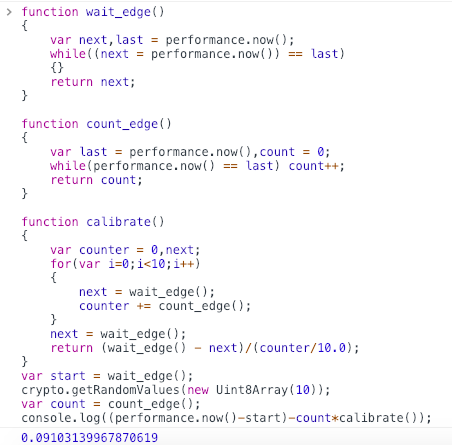 > function wait_edge()
{
    var next,last = performance.now();
    while((next = performance.now()) == last)
    {}
    return next;
}

function count_edge()
{
    var last = performance.now(),count = 0;
    while(performance.now() == last) count++;
    return count;
}

function calibrate()
{
    var counter = 0,next;
    for(var i=0;i<10;i++)
    {
        next = wait_edge();
        counter += count_edge();
    }
    next = wait_edge();
    return (wait_edge() - next)/(counter/10.0);
}
var start = wait_edge();
crypto.getRandomValues(new Uint8Array(10));
var count = count_edge();
console.log((performance.now()-start)-count*calibrate());
0.09103139967870619